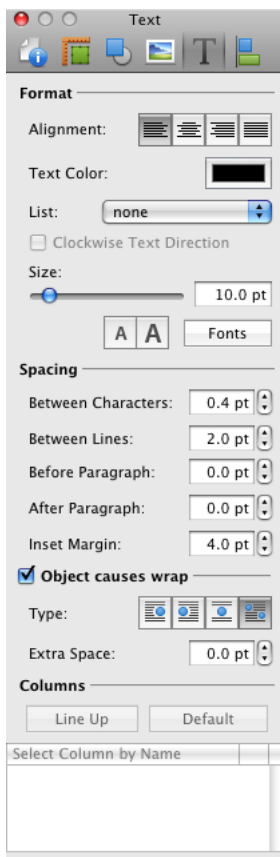 Text
Format
Alignment:
Text Color:
List: none
Clockwise Text Direction
Size:
10.0 pt
A A Fonts
Spacing
Between Characters: 0.4 pt
Between Lines: 2.0 pt
Before Paragraph: 0.0 pt
After Paragraph: 0.0 pt
Inset Margin: 4.0 pt
Object causes wrap
Type:
Extra Space: 0.0 pt
Columns
Line Up Default
Select Column by Name